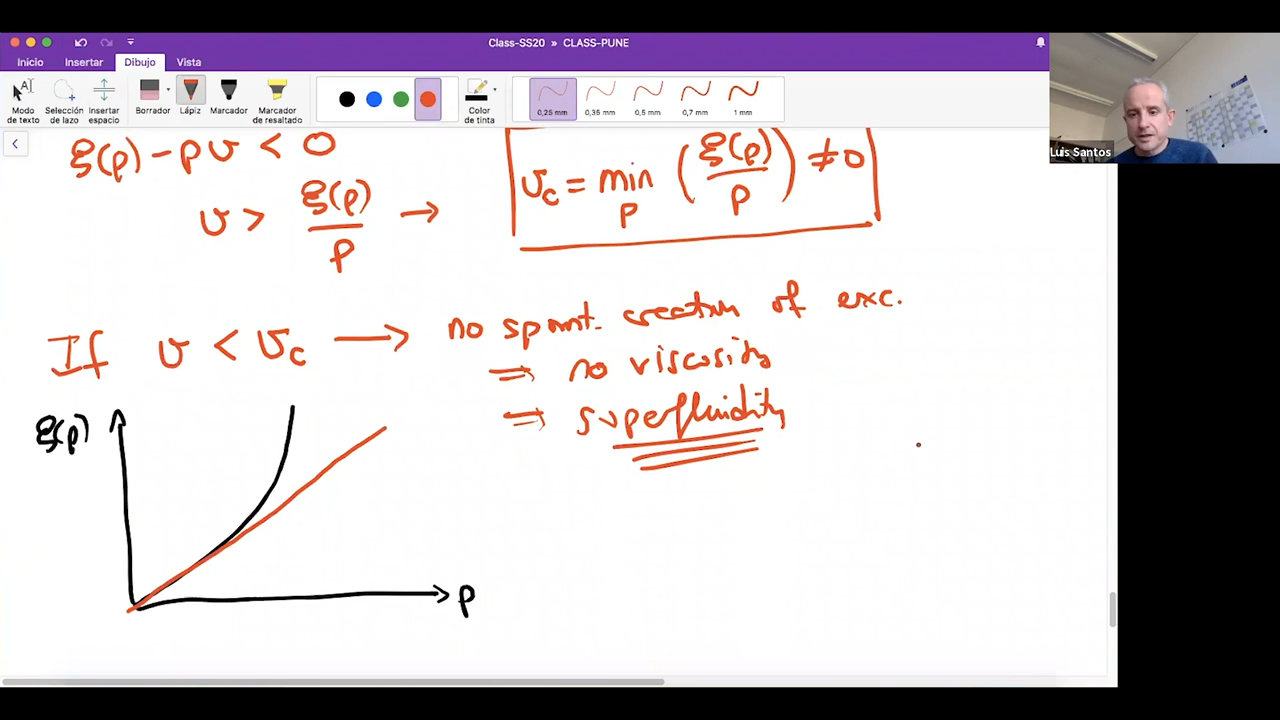 Class-SS20 » CLASS-PUNE
Inicio Insertar Dibujo Vista
Modo de texto
Selección de lazo
Insertar espacio
Borrador
Lápiz
Marcador
Marcador de resaltado
Color de tinta
0,25 mm
0,35 mm
0,5 mm
0,7 mm
1 mm
Luis Santos
ξ(p) - pv < 0
v > ξ(p)/p →
v_c = min_p (ξ(p)/p) ≠ 0
If v < v_c → no spont. creation of exc.
⇒ no viscosity
⇒ superfluidity
ξ(p)
p